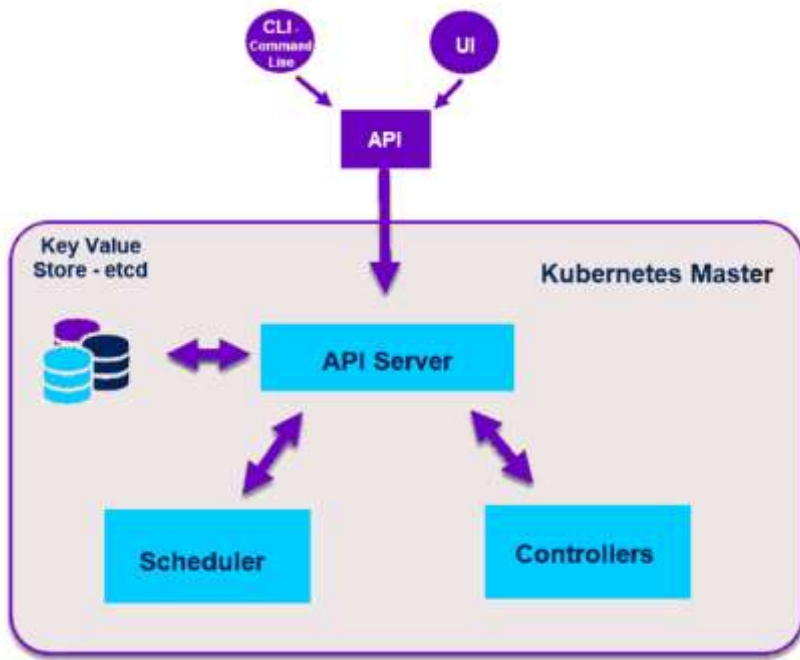 CLI -
Command
Line
UI
API
Key Value
Store - etcd
Kubernetes Master
API Server
Scheduler
Controllers